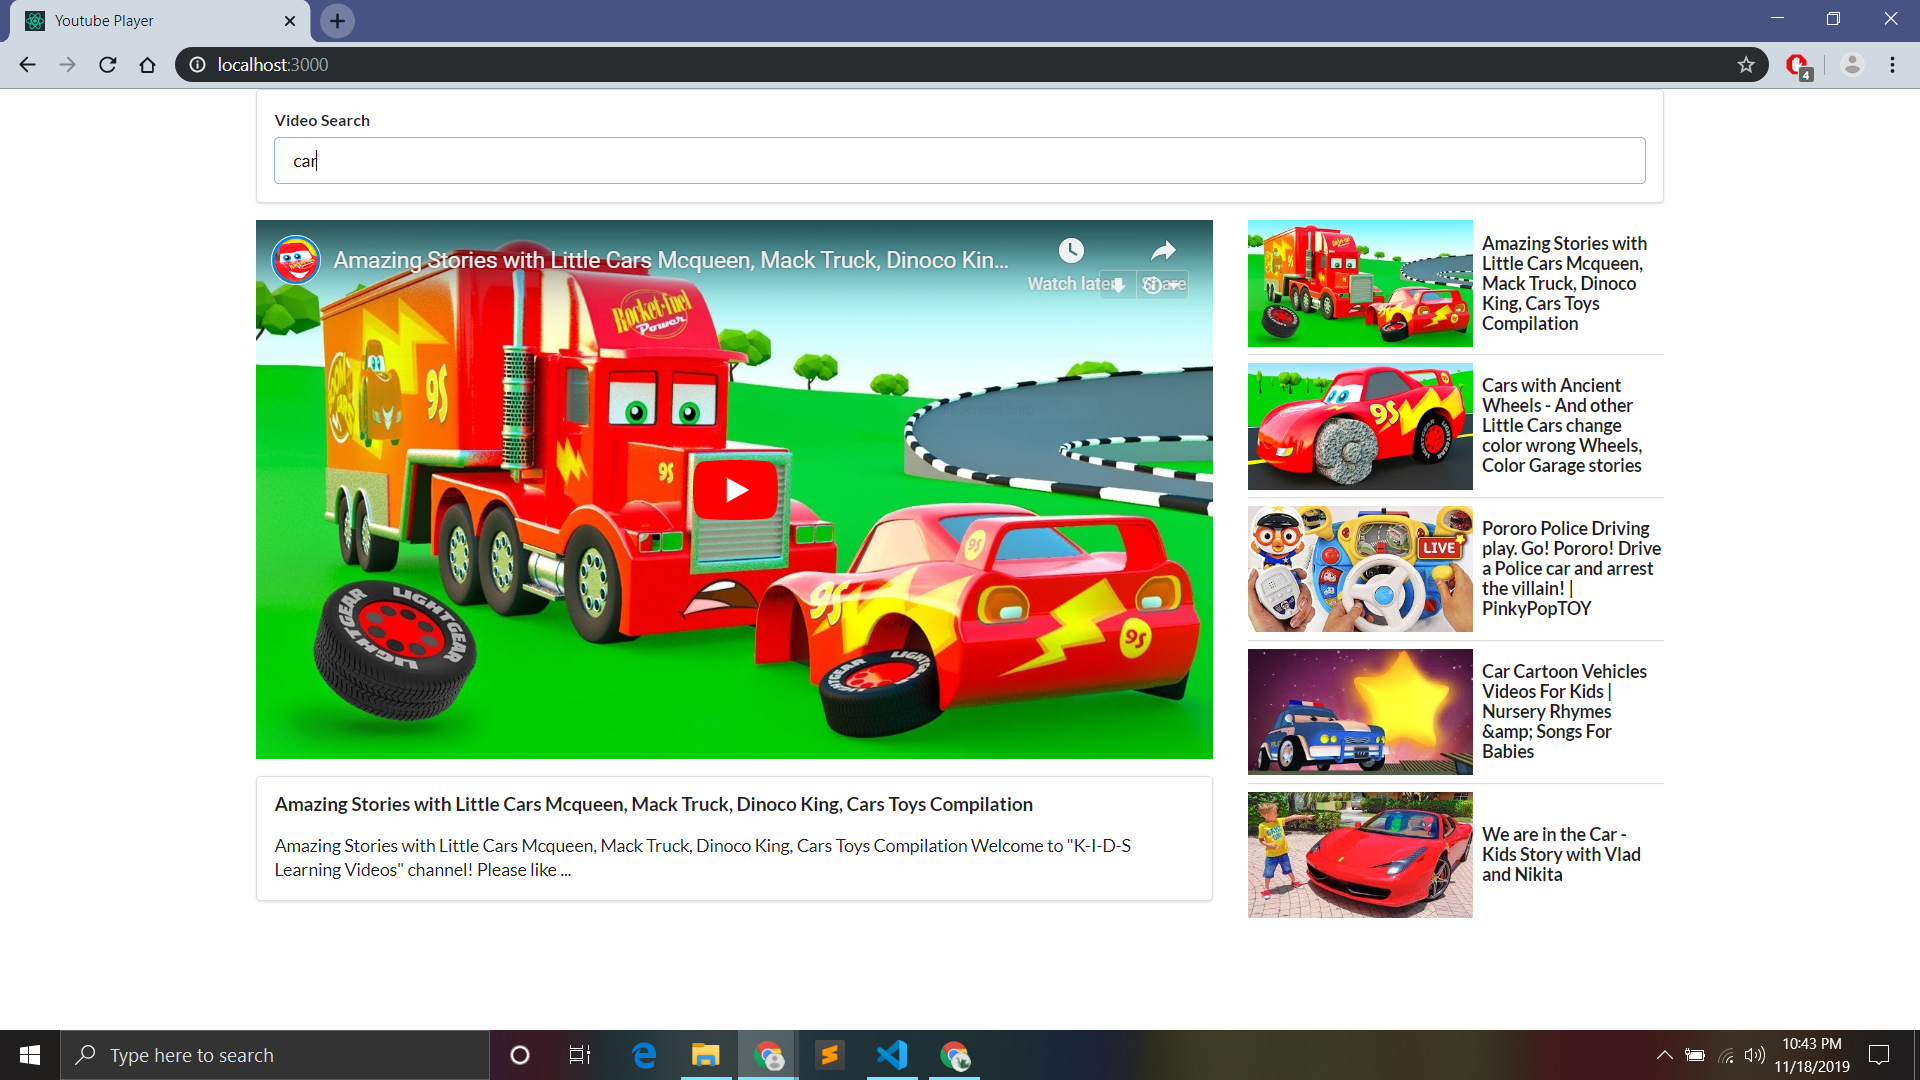 Youtube Player
localhost:3000
4
Video Search
car
Amazing Stories with Little Cars Mcqueen, Mack Truck, Dinoco Kin...
Watch later
Share
Rocket-fuel
Power
95
95
95
95
95
LIGHTGEAR
LIGHTGEAR
Amazing Stories with Little Cars Mcqueen, Mack Truck, Dinoco King, Cars Toys Compilation
Amazing Stories with Little Cars Mcqueen, Mack Truck, Dinoco King, Cars Toys Compilation Welcome to "K-I-D-S
Learning Videos" channel! Please like ...
Amazing Stories with
Little Cars Mcqueen,
Mack Truck, Dinoco
King, Cars Toys
Compilation
95
Cars with Ancient
Wheels - And other
Little Cars change
color wrong Wheels,
Color Garage stories
LIVE
Pororo Police Driving
play. Go! Pororo! Drive
a Police car and arrest
the villain! |
PinkyPopTOY
Car Cartoon Vehicles
Videos For Kids |
Nursery Rhymes
&amp; Songs For
Babies
We are in the Car -
Kids Story with Vlad
and Nikita
Type here to search
10:43 PM
11/18/2019